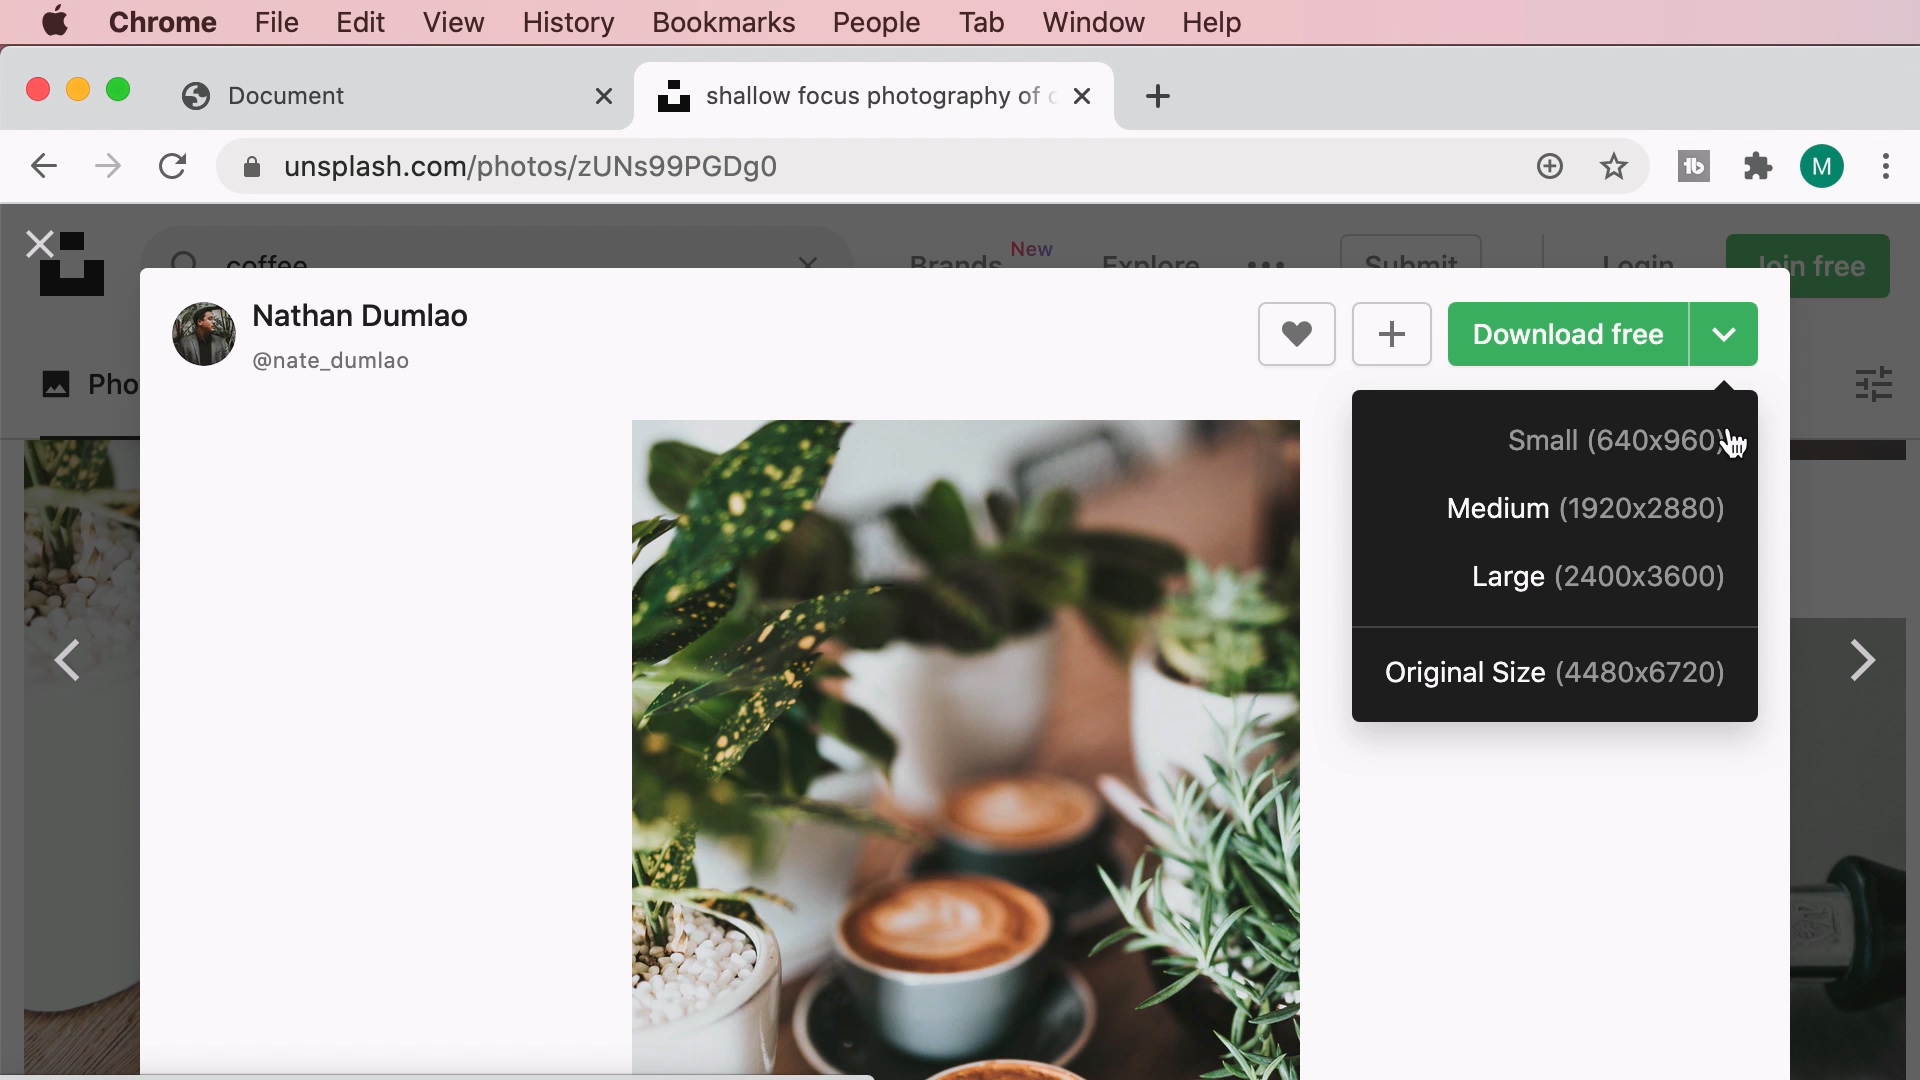 Chrome File Edit View History Bookmarks People Tab Window Help
Document
shallow focus photography of
unsplash.com/photos/zUNs99PGDg0
M
coffee
Brands New Explore Submit Login Join free
Nathan Dumlao
@nate_dumlao
Download free
Pho
Small (640x960)
Medium (1920x2880)
Large (2400x3600)
Original Size (4480x6720)